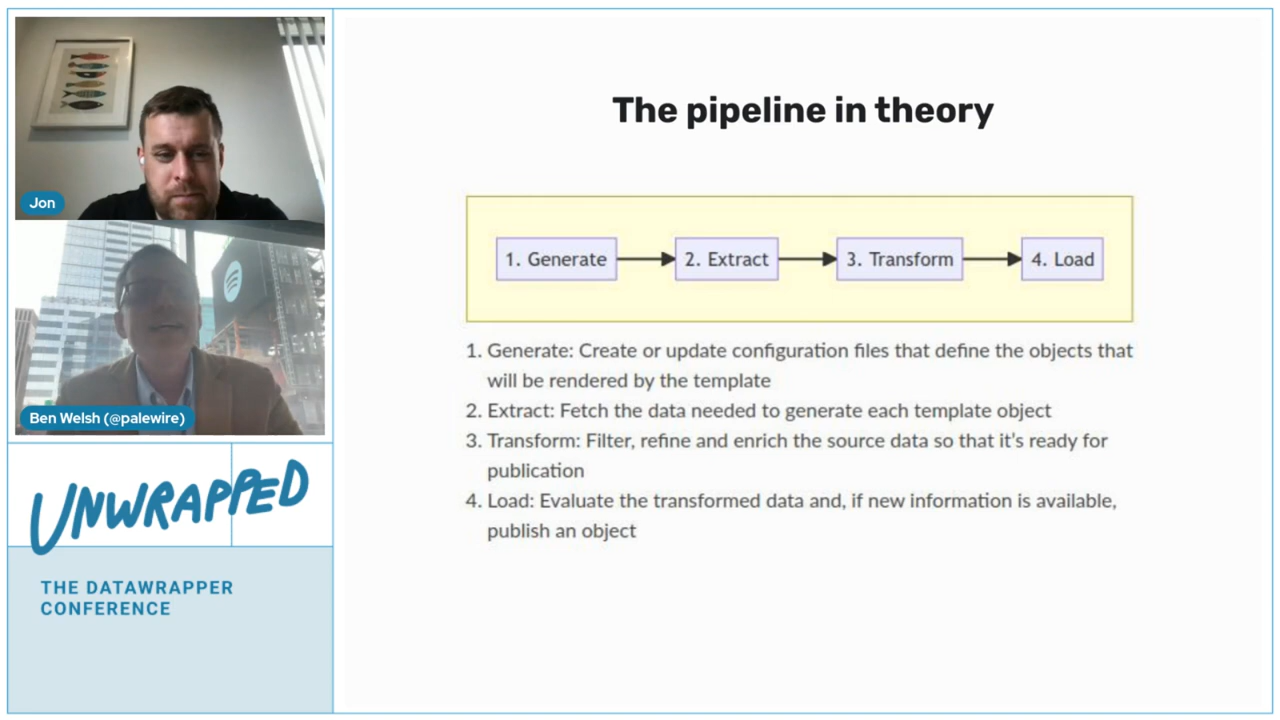 Jon
Ben Welsh (@palewire)
UNWRAPPED
THE DATAWRAPPER
CONFERENCE
The pipeline in theory
1. Generate
2. Extract
3. Transform
4. Load
1. Generate: Create or update configuration files that define the objects that
will be rendered by the template
2. Extract: Fetch the data needed to generate each template object
3. Transform: Filter, refine and enrich the source data so that it's ready for
publication
4. Load: Evaluate the transformed data and, if new information is available,
publish an object